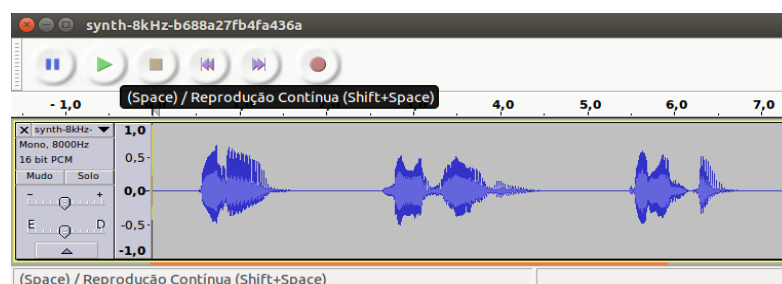 synth-8kHz-b688a27fb4fa436a
(Space) / Reprodução Contínua (Shift+Space)
- 1,0 4,0 5,0 6,0 7,0
X synth-8kHz- 1,0
Mono, 8000Hz
16 bit PCM 0,5
Mudo Solo
- + 0,0
E D -0,5
-1,0
(Space) / Reprodução Contínua (Shift+Space)